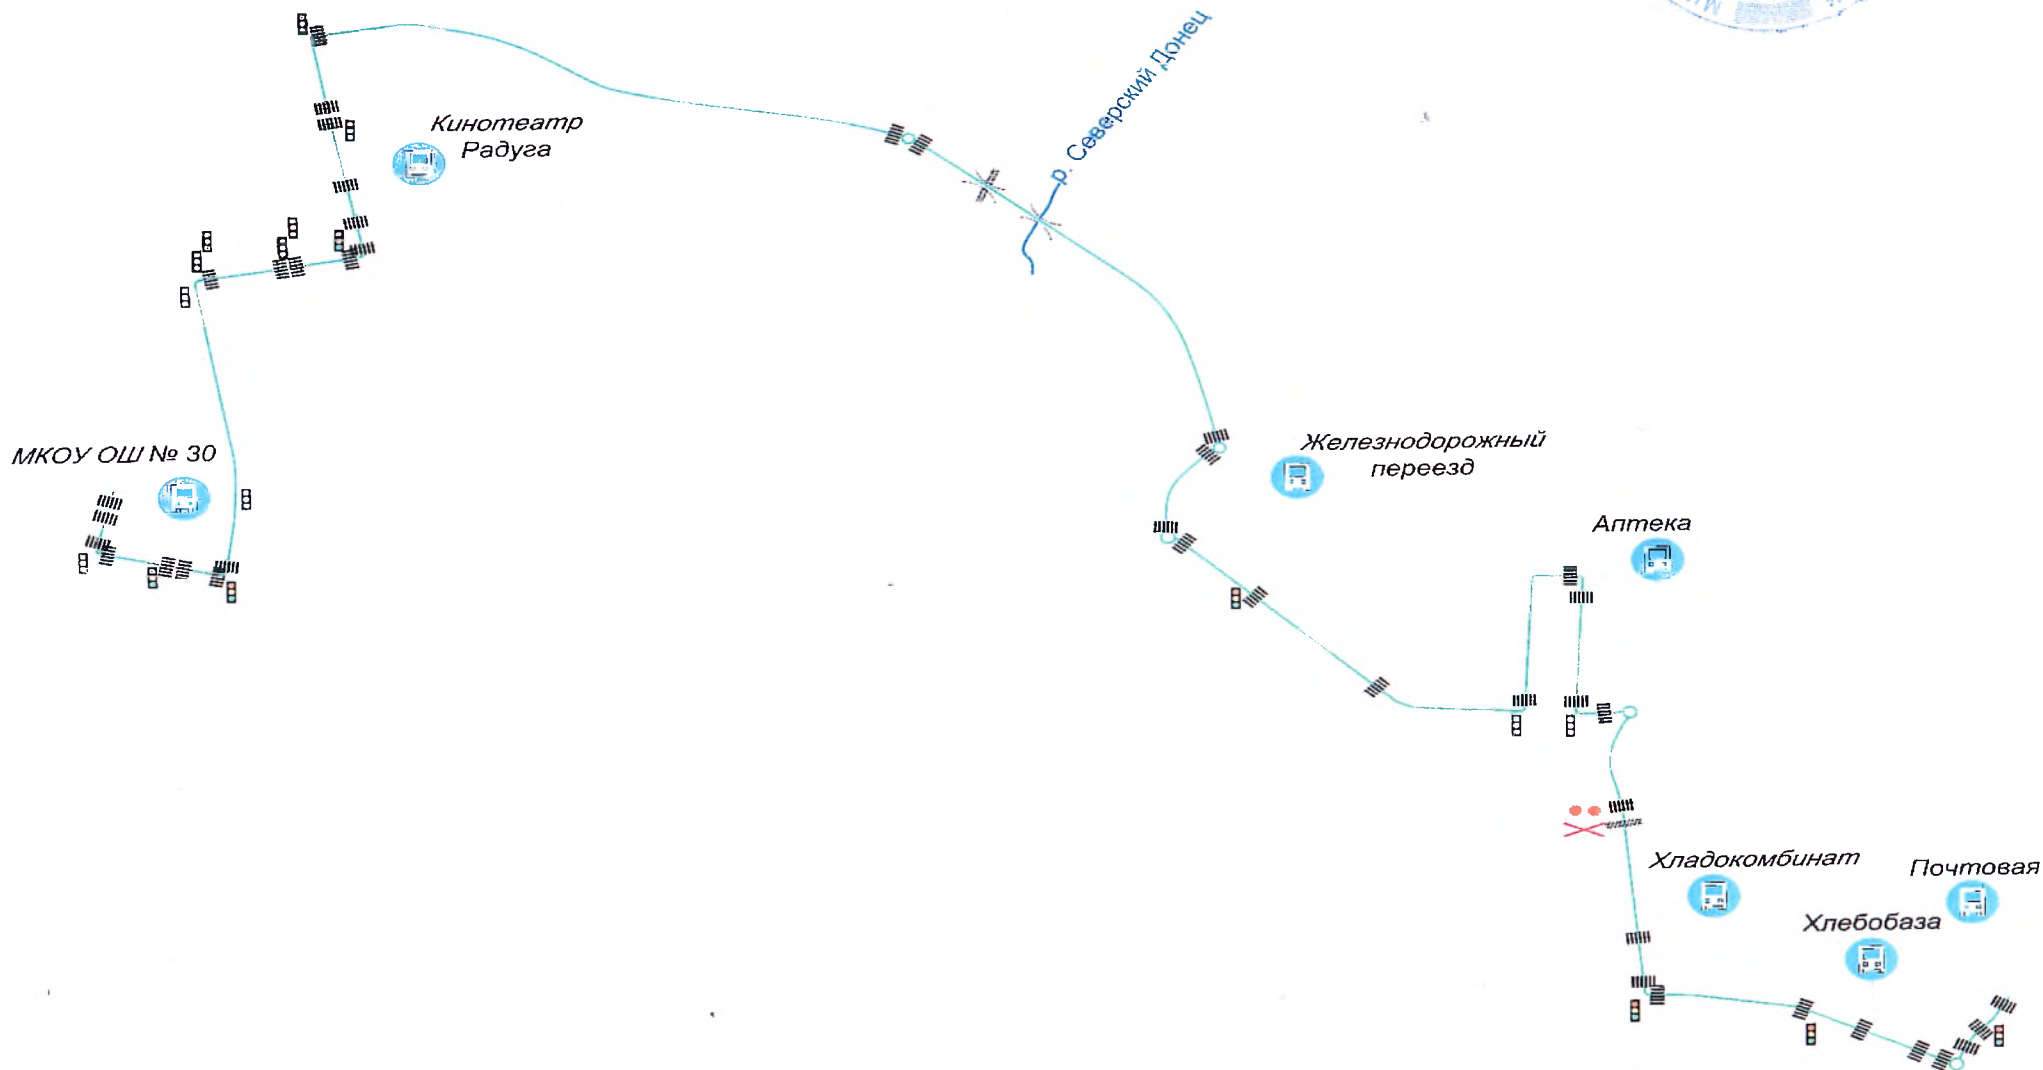 р. Северский Донец
Кинотеатр
Радуга
МКОУ ОШ № 30
Железнодорожный
переезд
Аптека
Хладокомбинат
Почтовая
Хлебобаза